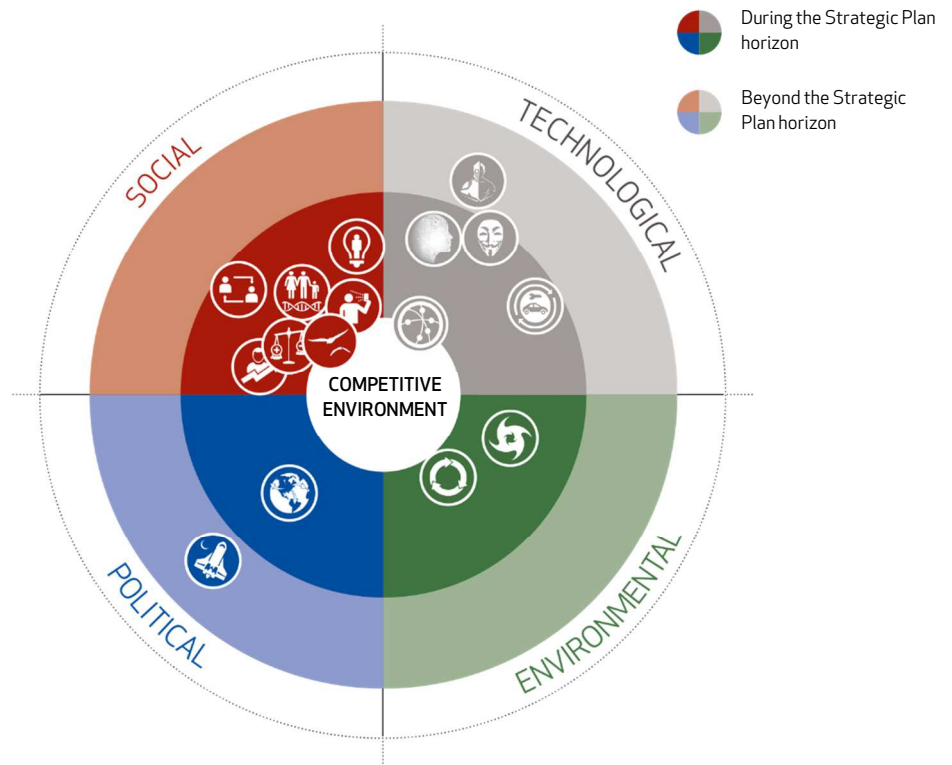 During the Strategic Plan
horizon
Beyond the Strategic
Plan horizon
SOCIAL
TECHNOLOGICAL
COMPETITIVE
ENVIRONMENT
POLITICAL
ENVIRONMENTAL